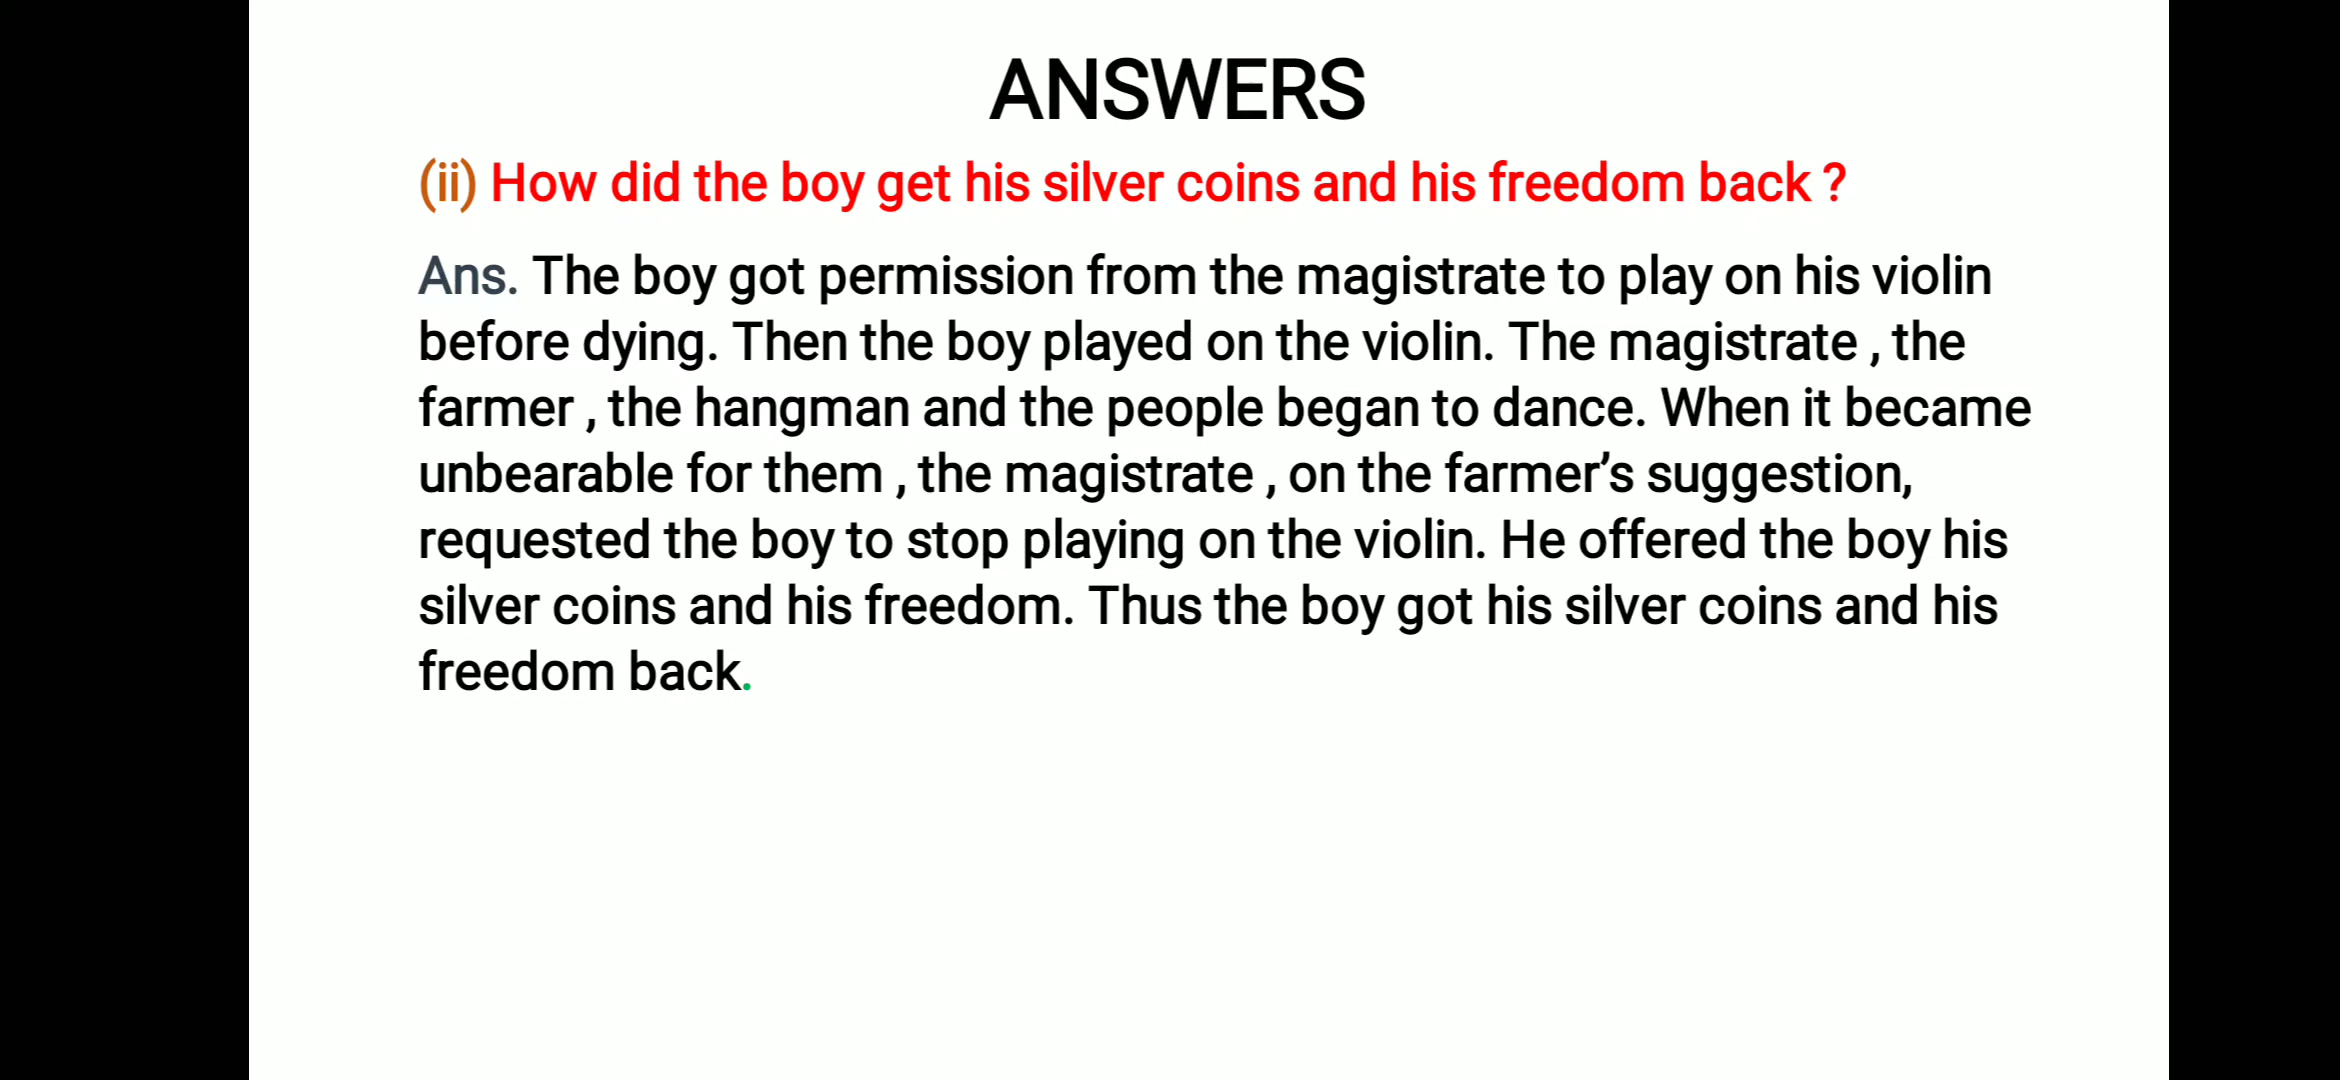 ANSWERS
(ii) How did the boy get his silver coins and his freedom back ?
Ans. The boy got permission from the magistrate to play on his violin
before dying. Then the boy played on the violin. The magistrate , the
farmer , the hangman and the people began to dance. When it became
unbearable for them , the magistrate , on the farmer’s suggestion,
requested the boy to stop playing on the violin. He offered the boy his
silver coins and his freedom. Thus the boy got his silver coins and his
freedom back.